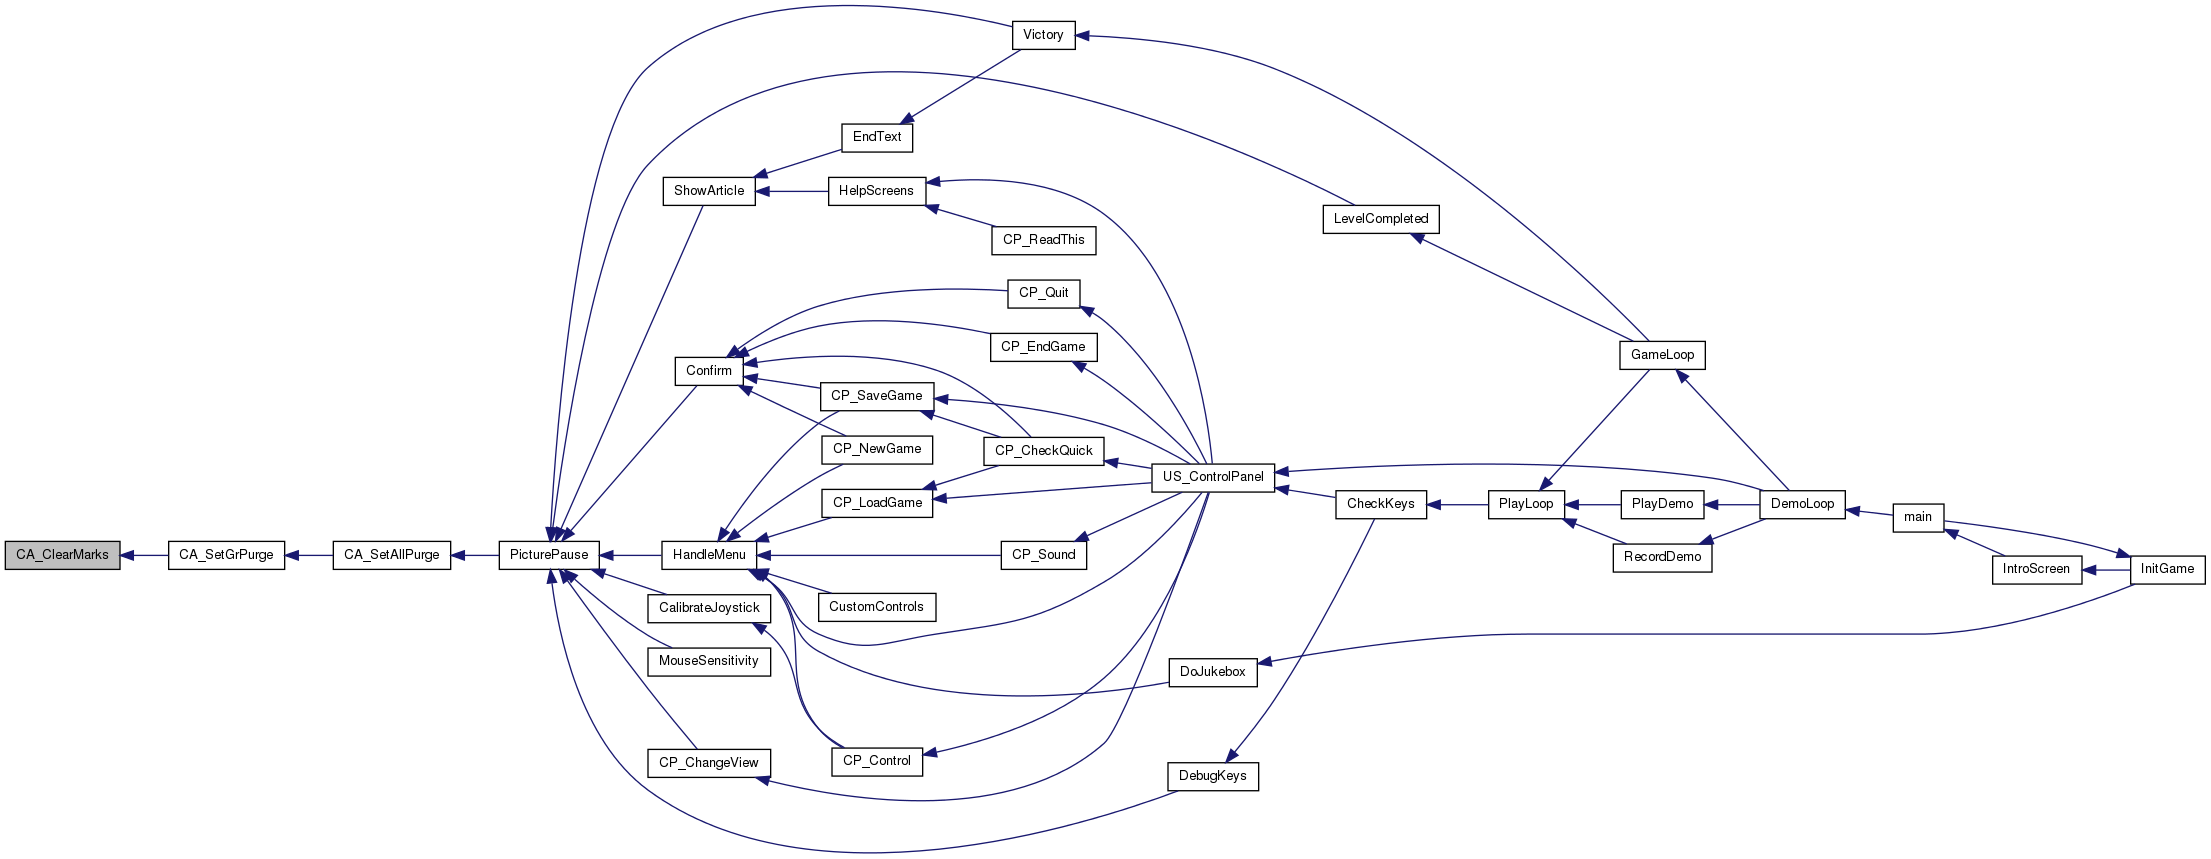 Victory
EndText
ShowArticle
HelpScreens
LevelCompleted
CP_ReadThis
CP_Quit
CP_EndGame
GameLoop
Confirm
CP_SaveGame
CP_NewGame
CP_CheckQuick
US_ControlPanel
CP_LoadGame
CheckKeys
PlayLoop
PlayDemo
DemoLoop
main
CA_ClearMarks
CA_SetGrPurge
CA_SetAllPurge
PicturePause
HandleMenu
CP_Sound
RecordDemo
IntroScreen
InitGame
CalibrateJoystick
CustomControls
MouseSensitivity
DoJukebox
CP_ChangeView
CP_Control
DebugKeys